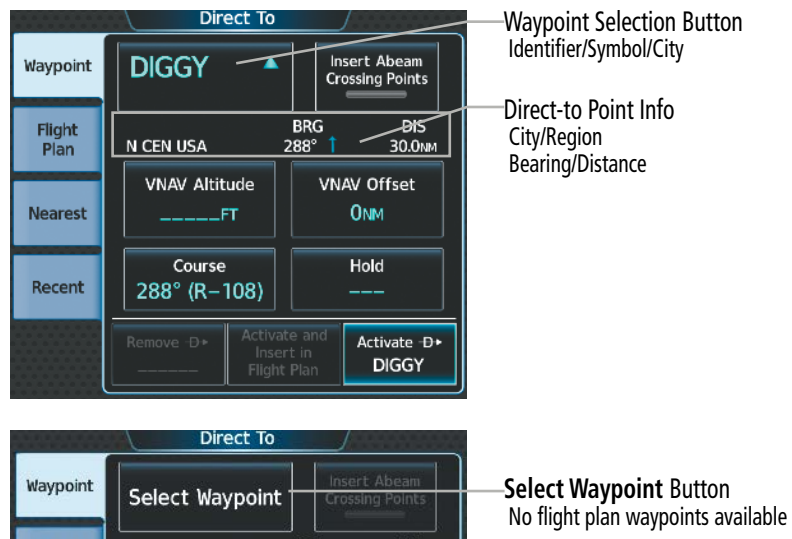 Direct To
Waypoint
DIGGY
Insert Abeam
Crossing Points
Waypoint Selection Button
Identifier/Symbol/City
Flight
Plan
BRG
DIS
N CEN USA
288° ↑
30.0NM
Direct-to Point Info
City/Region
Bearing/Distance
Nearest
VNAV Altitude
_____FT
VNAV Offset
0NM
Recent
Course
288° (R-108)
Hold
---
Remove D
______
Activate and
Insert in
Flight Plan
Activate D
DIGGY
Direct To
Waypoint
Select Waypoint
Insert Abeam
Crossing Points
Select Waypoint Button
No flight plan waypoints available